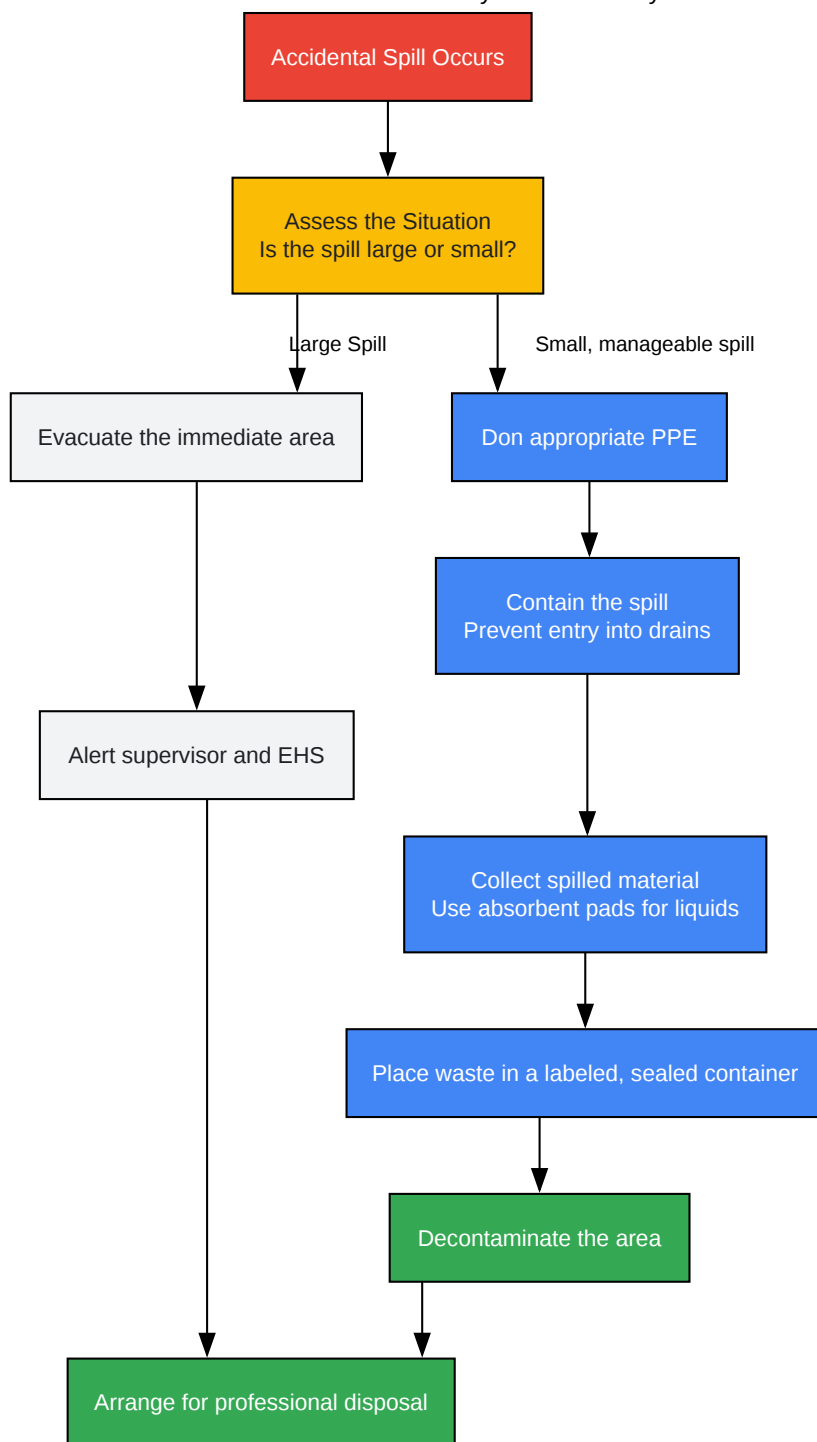 Accidental Spill Occurs
Assess the Situation
Is the spill large or small?
Large Spill
Small, manageable spill
Evacuate the immediate area
Don appropriate PPE
Contain the spill
Prevent entry into drains
Alert supervisor and EHS
Collect spilled material
Use absorbent pads for liquids
Place waste in a labeled, sealed container
Decontaminate the area
Arrange for professional disposal